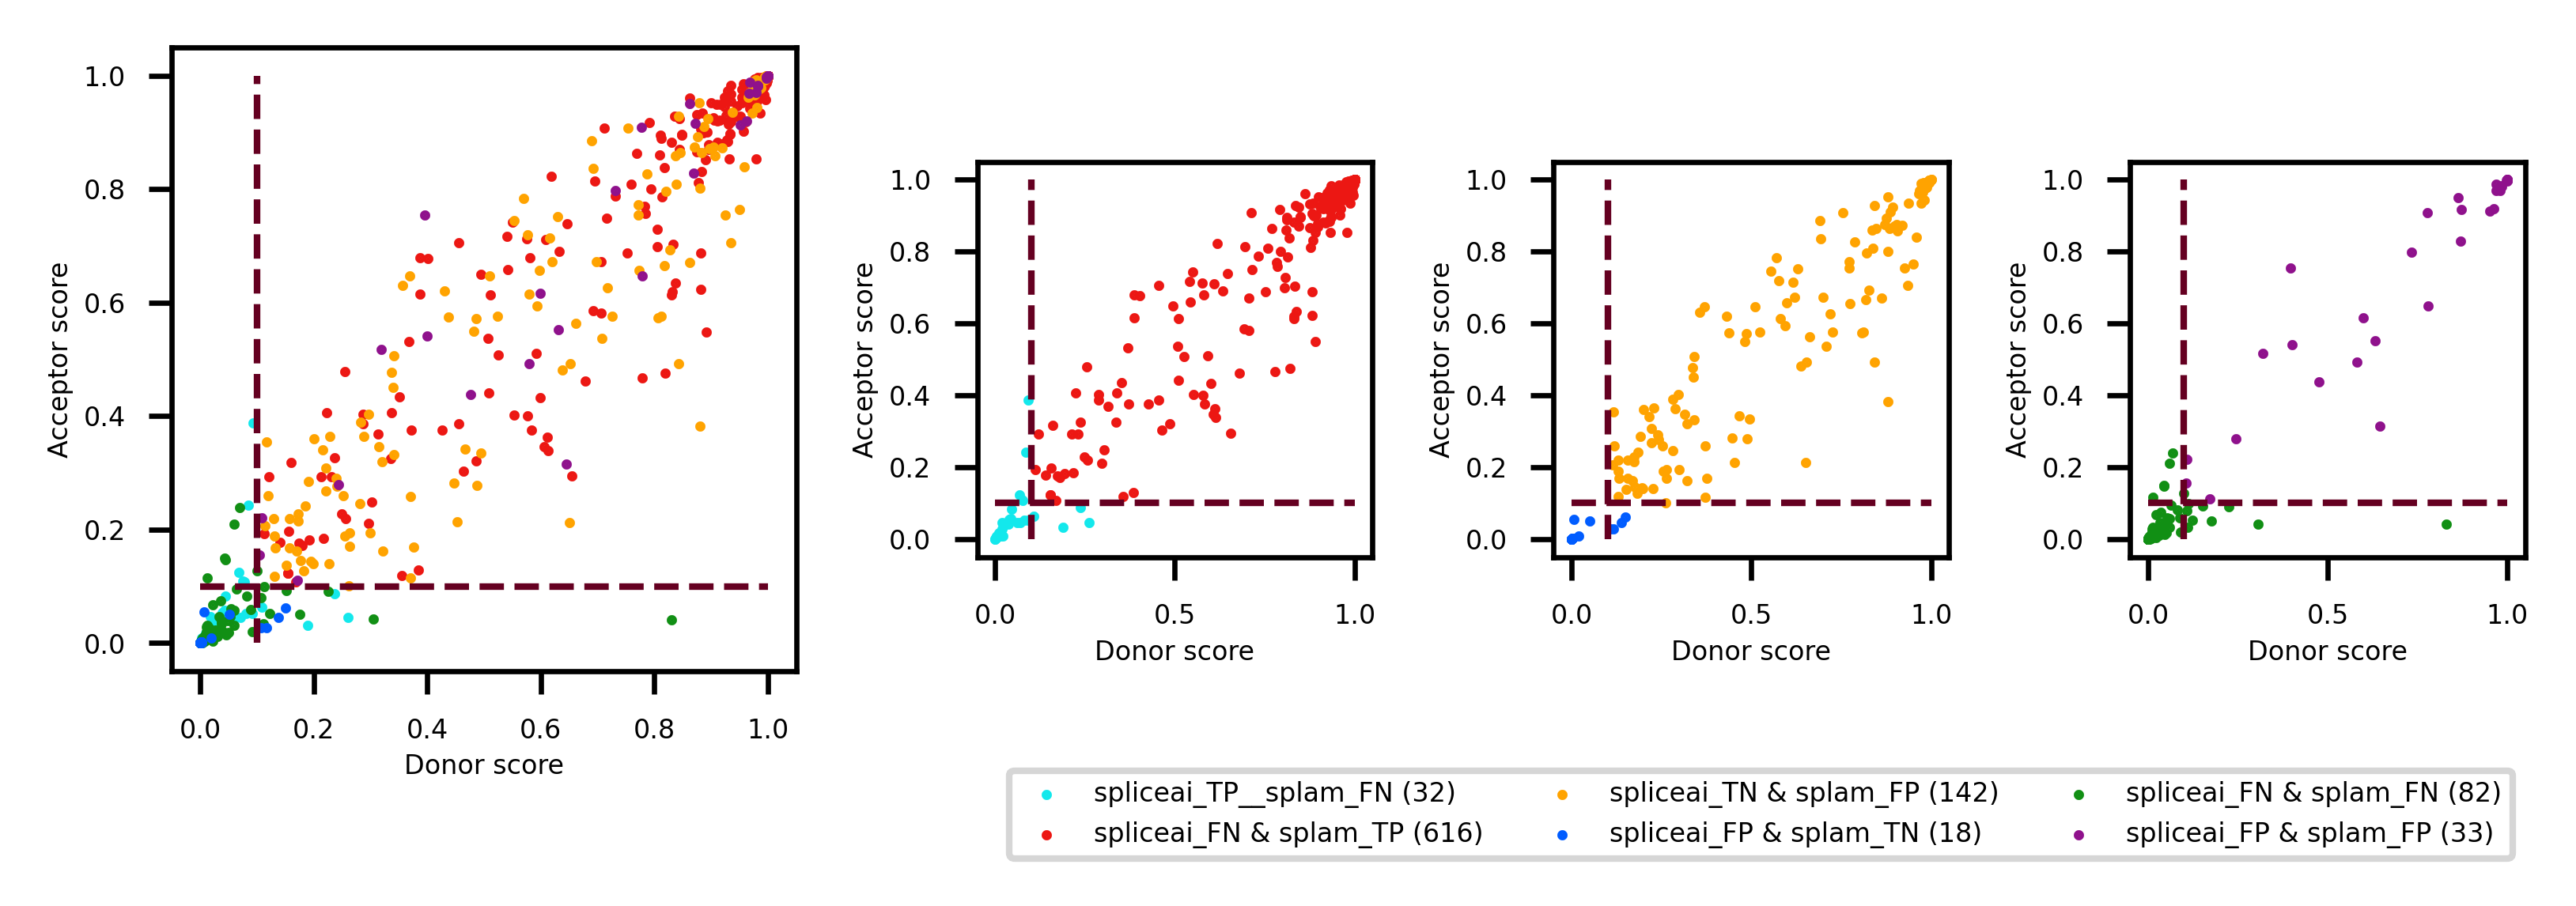 1.0
0.8
0.6
0.4
0.2
0.0
Acceptor score
0.0 0.2 0.4 0.6 0.8 1.0
Donor score
1.0
0.8
0.6
0.4
0.2
0.0
Acceptor score
0.0 0.5 1.0
Donor score
1.0
0.8
0.6
0.4
0.2
0.0
Acceptor score
0.0 0.5 1.0
Donor score
1.0
0.8
0.6
0.4
0.2
0.0
Acceptor score
0.0 0.5 1.0
Donor score
spliceai_TP__splam_FN (32)
spliceai_FN & splam_TP (616)
spliceai_TN & splam_FP (142)
spliceai_FP & splam_TN (18)
spliceai_FN & splam_FN (82)
spliceai_FP & splam_FP (33)